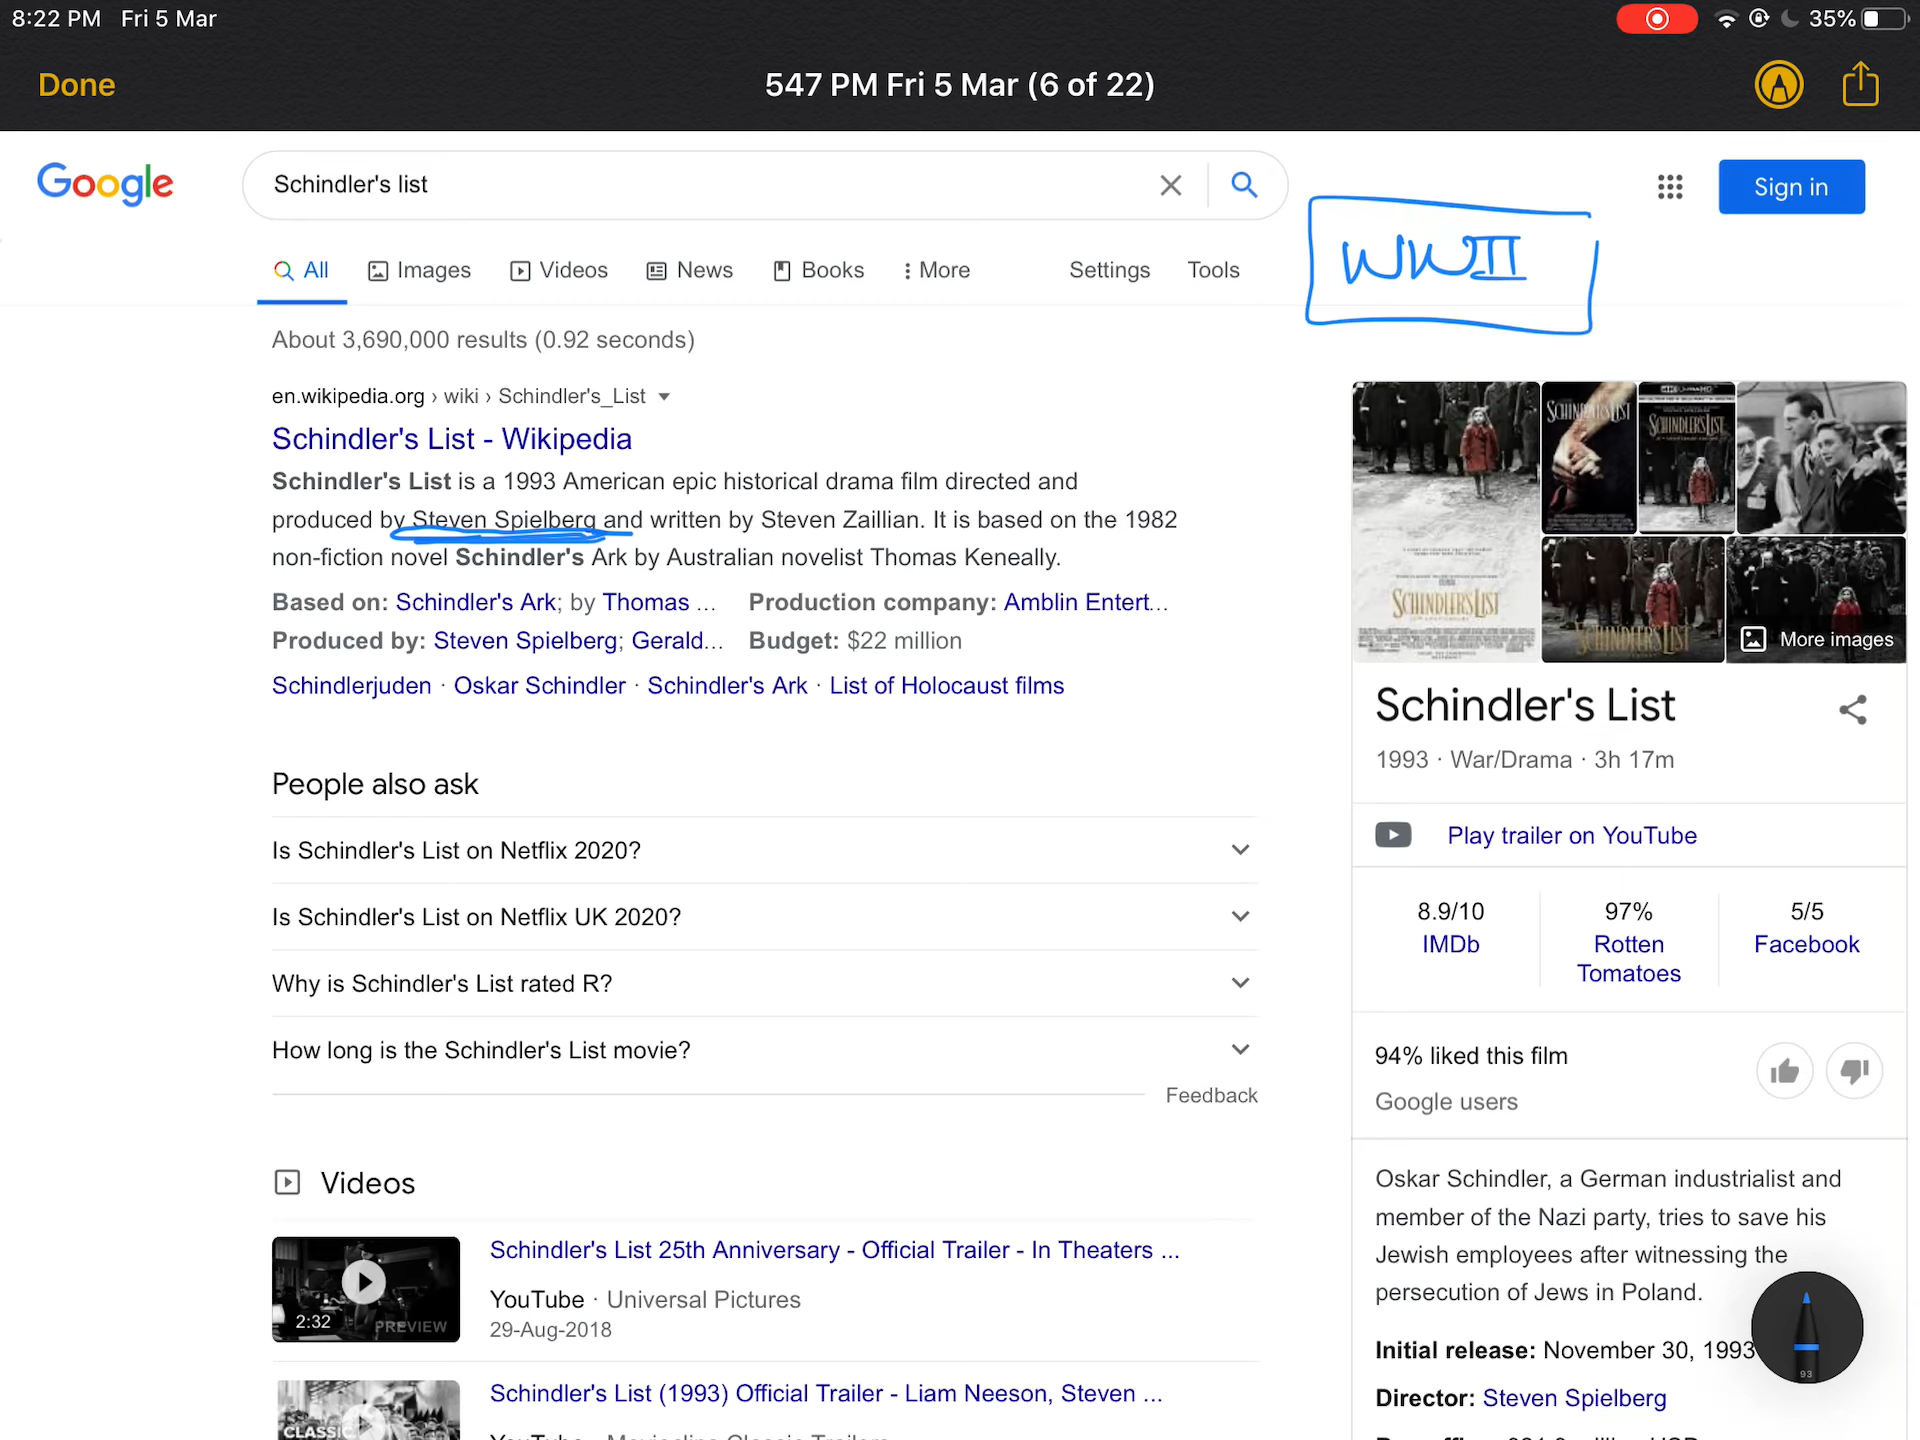 8:22 PM Fri 5 Mar
35%
Done
547 PM Fri 5 Mar (6 of 22)
Google
Schindler's list
Sign in
All
Images
Videos
News
Books
More
Settings
Tools
WWII
About 3,690,000 results (0.92 seconds)
en.wikipedia.org › wiki › Schindler's_List
Schindler's List - Wikipedia
Schindler's List is a 1993 American epic historical drama film directed and
produced by Steven Spielberg and written by Steven Zaillian. It is based on the 1982
non-fiction novel Schindler's Ark by Australian novelist Thomas Keneally.
Based on: Schindler's Ark; by Thomas ...
Production company: Amblin Entert...
Produced by: Steven Spielberg; Gerald...
Budget: $22 million
Schindlerjuden · Oskar Schindler · Schindler's Ark · List of Holocaust films
People also ask
Is Schindler's List on Netflix 2020?
Is Schindler's List on Netflix UK 2020?
Why is Schindler's List rated R?
How long is the Schindler's List movie?
Feedback
Videos
2:32
PREVIEW
Schindler's List 25th Anniversary - Official Trailer - In Theaters ...
YouTube · Universal Pictures
29-Aug-2018
CLASSIC
Schindler's List (1993) Official Trailer - Liam Neeson, Steven ...
SCHINDLER'S LIST
SCHINDLER'S LIST
SCHINDLER'S LIST
SCHINDLER'S LIST
More images
Schindler's List
1993 · War/Drama · 3h 17m
Play trailer on YouTube
8.9/10
IMDb
97%
Rotten
Tomatoes
5/5
Facebook
94% liked this film
Google users
Oskar Schindler, a German industrialist and
member of the Nazi party, tries to save his
Jewish employees after witnessing the
persecution of Jews in Poland.
Initial release: November 30, 1993
93
Director: Steven Spielberg